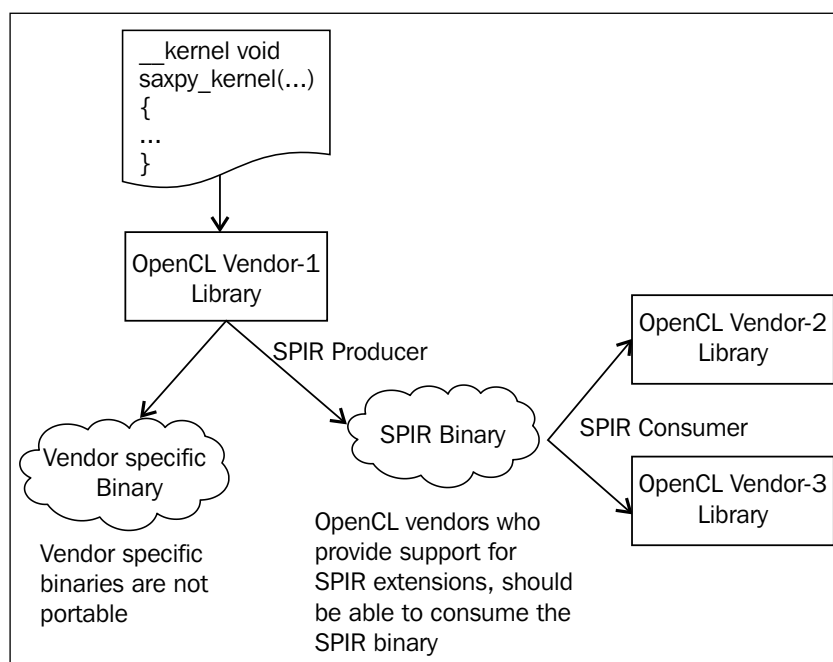 __kernel void
saxpy_kernel(...)
{
...
}
OpenCL Vendor-1
Library
SPIR Producer
OpenCL Vendor-2
Library
Vendor specific
Binary
SPIR Binary
SPIR Consumer
OpenCL Vendor-3
Library
Vendor specific
binaries are not
portable
OpenCL vendors who
provide support for
SPIR extensions, should
be able to consume the
SPIR binary